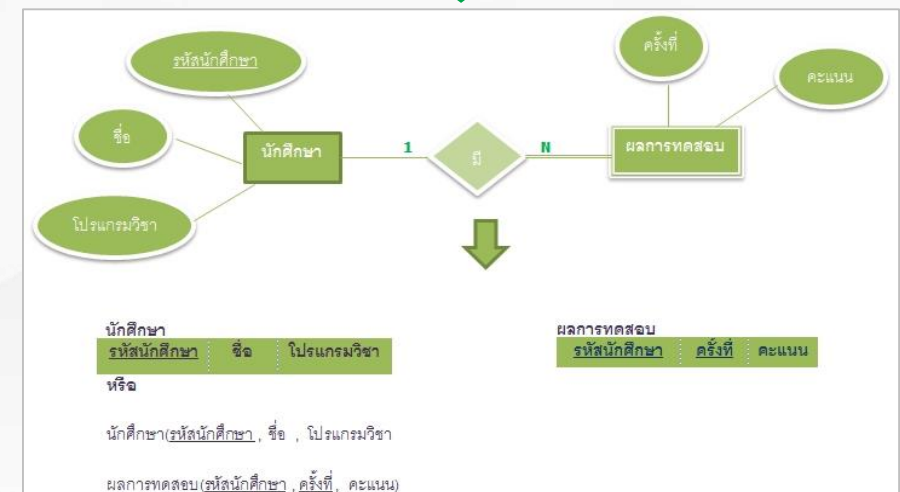 รหัสนักศึกษา
ครั้งที่
คะแนน
ชื่อ
นักศึกษา
1
มี
N
ผลการทดสอบ
โปรแกรมวิชา
นักศึกษา
รหัสนักศึกษา ชื่อ โปรแกรมวิชา
ผลการทดสอบ
รหัสนักศึกษา ครั้งที่ คะแนน
หรือ
นักศึกษา(รหัสนักศึกษา , ชื่อ , โปรแกรมวิชา
ผลการทดสอบ(รหัสนักศึกษา , ครั้งที่ , คะแนน)